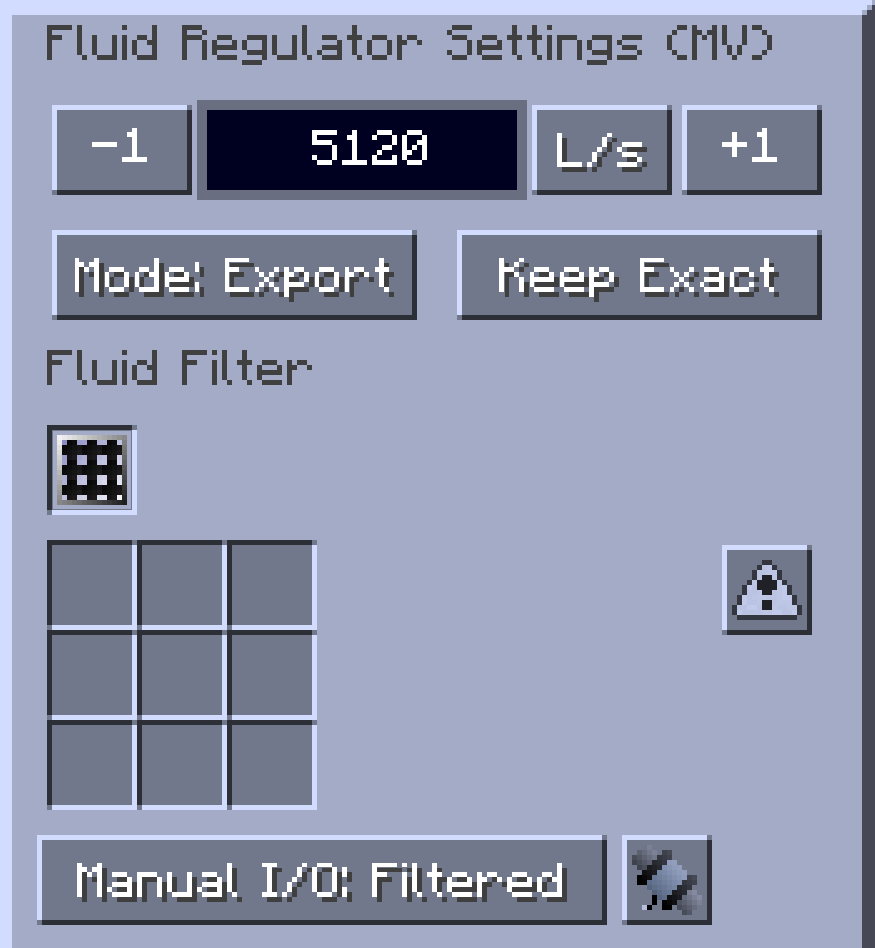 Fluid Regulator Settings (MV)
-1 5120 L/s +1
Mode: Export Keep Exact
Fluid Filter
Manual I/O: Filtered